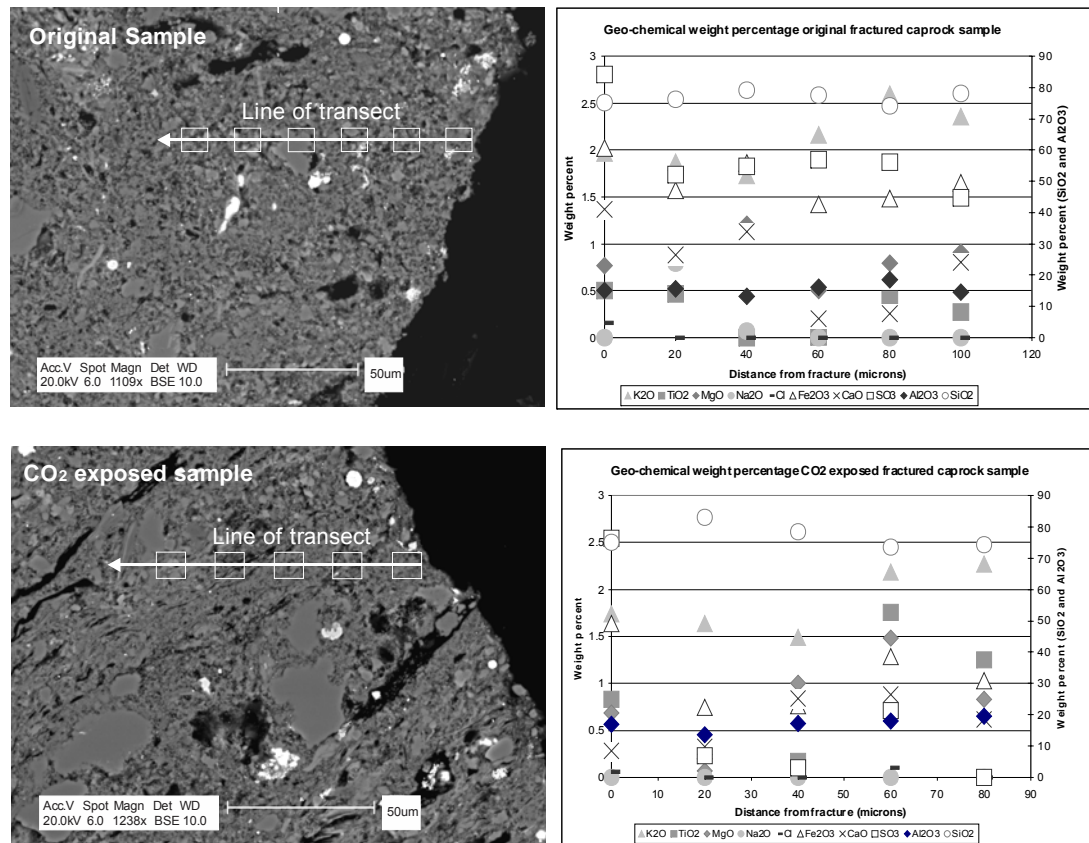 Original Sample
Line of transect
Acc.V Spot Magn Det WD
20.0kV 6.0 1109x BSE 10.0
50um
Geo-chemical weight percentage original fractured caprock sample
3
2.5
2
1.5
1
0.5
0
Weight percent
90
80
70
60
50
40
30
20
10
0
Weight percent (SiO2 and Al2O3)
0 20 40 60 80 100 120
Distance from fracture (microns)
K2O TiO2 MgO Na2O Cl Fe2O3 CaO SO3 Al2O3 SiO2
CO2 exposed sample
Line of transect
Acc.V Spot Magn Det WD
20.0kV 6.0 1238x BSE 10.0
50um
Geo-chemical weight percentage CO2 exposed fractured caprock sample
3
2.5
2
1.5
1
0.5
0
Weight percent
90
80
70
60
50
40
30
20
10
0
Weight percent (SiO2 and Al2O3)
0 10 20 30 40 50 60 70 80 90
Distance from fracture (microns)
K2O TiO2 MgO Na2O Cl Fe2O3 CaO SO3 Al2O3 SiO2